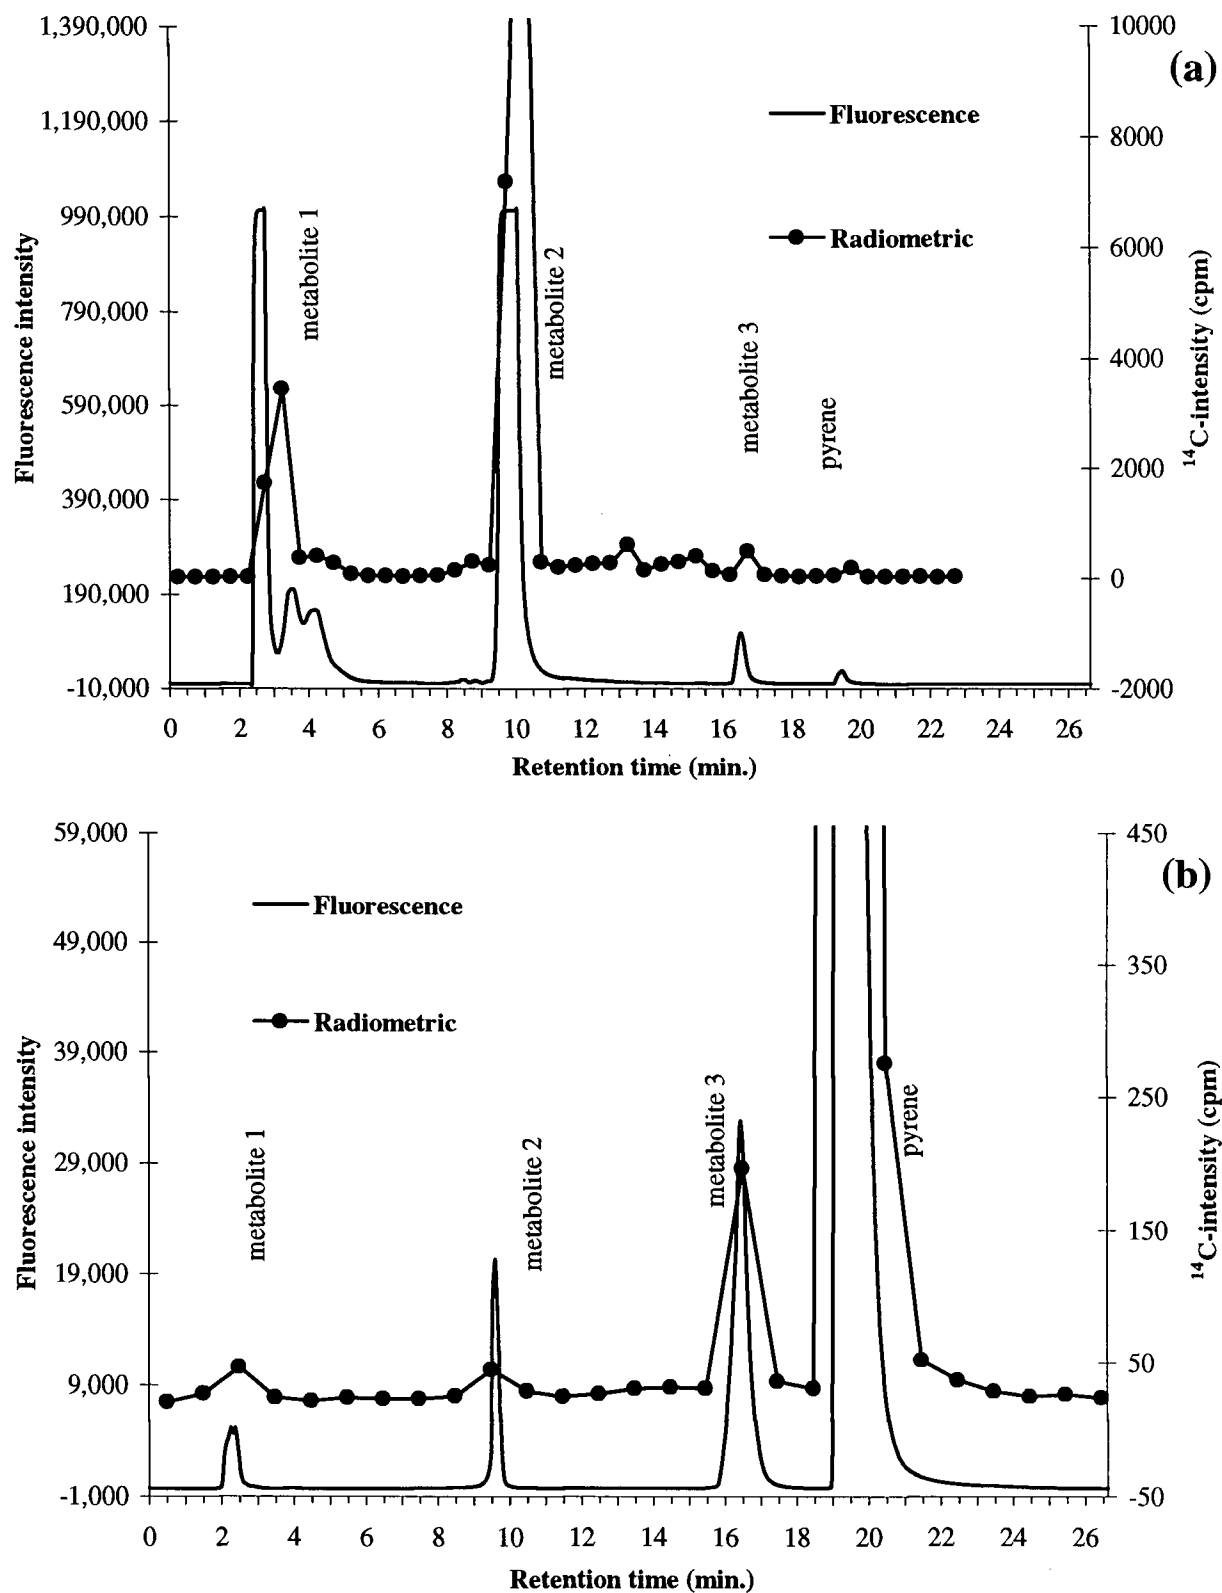 1,390,000
1,190,000
990,000
790,000
590,000
390,000
190,000
-10,000
Fluorescence intensity
metabolite 1
metabolite 2
metabolite 3
pyrene
Fluorescence
Radiometric
(a)
10000
8000
6000
4000
2000
0
-2000
¹⁴C-intensity (cpm)
0 2 4 6 8 10 12 14 16 18 20 22 24 26
Retention time (min.)
59,000
49,000
39,000
29,000
19,000
9,000
-1,000
Fluorescence intensity
Fluorescence
Radiometric
metabolite 1
metabolite 2
metabolite 3
pyrene
(b)
450
350
250
150
50
-50
¹⁴C-intensity (cpm)
0 2 4 6 8 10 12 14 16 18 20 22 24 26
Retention time (min.)